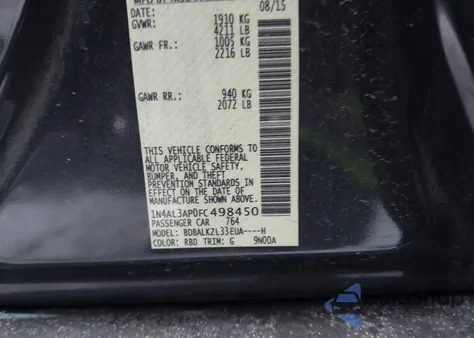 DATE: 08/15
GVWR: 1910 KG
4211 LB
GAWR FR.: 1005 KG
2216 LB
GAWR RR.: 940 KG
2072 LB
THIS VEHICLE CONFORMS TO
ALL APPLICABLE FEDERAL
MOTOR VEHICLE SAFETY,
BUMPER, AND THEFT
PREVENTION STANDARDS IN
EFFECT ON THE DATE OF
MANUFACTURE SHOWN ABOVE.
1N4AL3AP0FC498450
PASSENGER CAR 764
MODEL: BDBALKZL33EUA----H
COLOR: RBD TRIM: G 9N00A